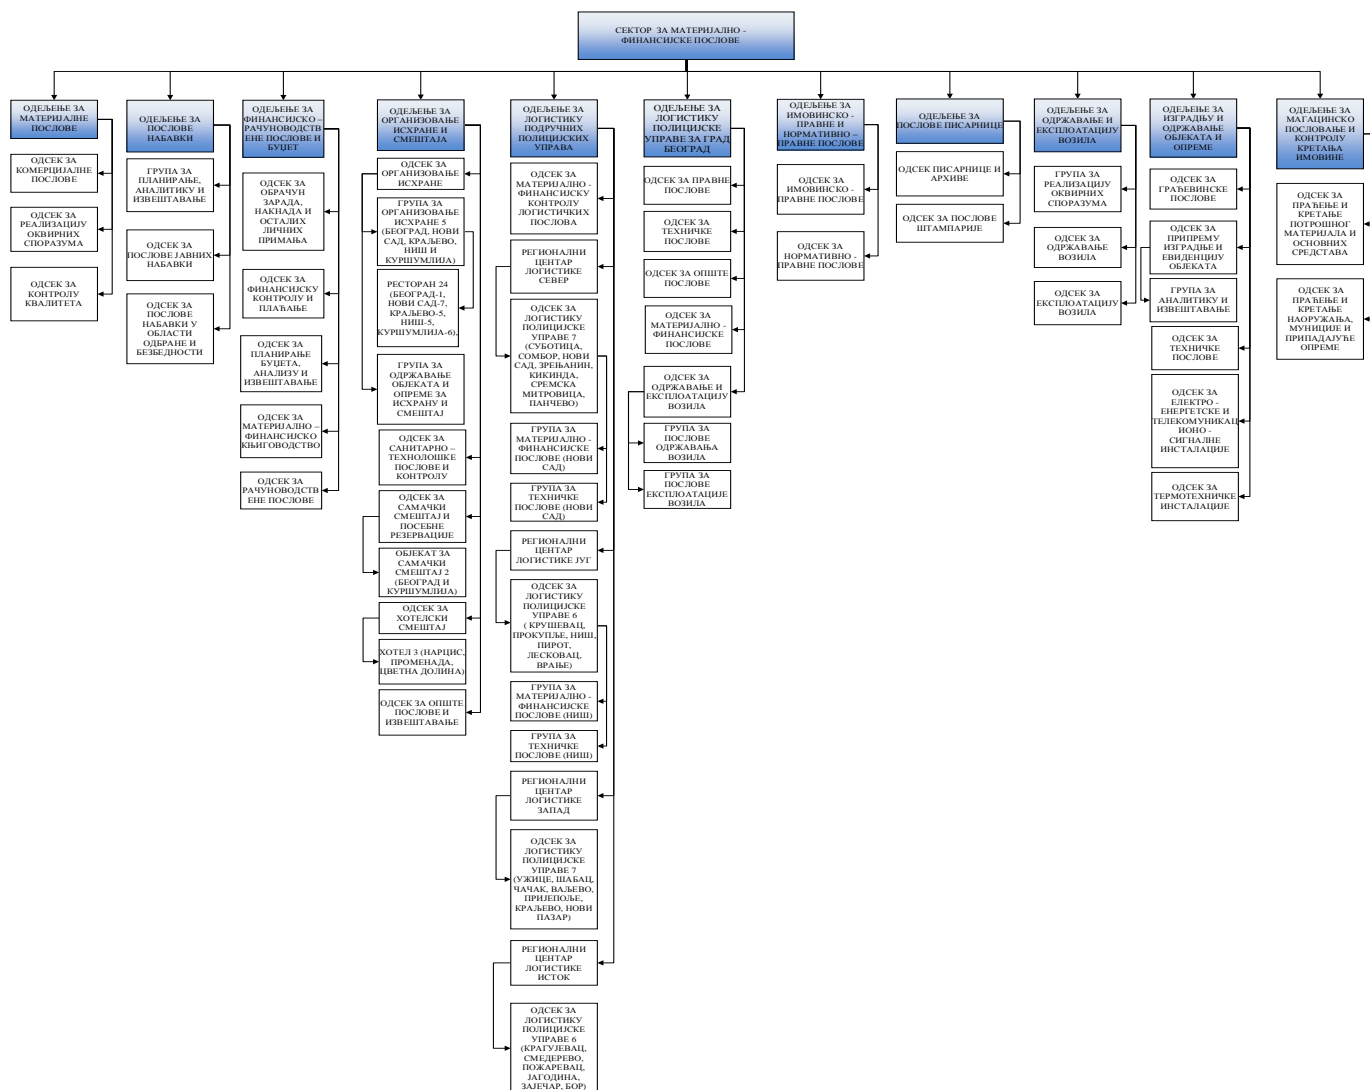 СЕКТОР ЗА МАТЕРИЈАЛНО -
ФИНАНСИЈСКЕ ПОСЛОВЕ
ОДЕЉЕЊЕ ЗА
МАТЕРИЈАЛНЕ
ПОСЛОВЕ
ОДСЕК ЗА
КОМЕРЦИЈАЛНЕ
ПОСЛОВЕ
ОДСЕК ЗА
РЕАЛИЗАЦИЈУ
ОКВИРНИХ
СПОРАЗУМА
ОДСЕК ЗА
КОНТРОЛУ
КВАЛИТЕТА
ОДЕЉЕЊЕ ЗА
ПОСЛОВЕ
НАБАВКИ
ГРУПА ЗА
ПЛАНИРАЊЕ,
АНАЛИТИКУ И
ИЗВЕШТАВАЊЕ
ОДСЕК ЗА
ПОСЛОВЕ ЈАВНИХ
НАБАВКИ
ОДСЕК ЗА
ПОСЛОВЕ
НАБАВКИ У
ОБЛАСТИ
ОДБРАНЕ И
БЕЗБЕДНОСТИ
ОДЕЉЕЊЕ ЗА
ФИНАНСИЈСКО –
РАЧУНОВОДСТВ
ЕНЕ ПОСЛОВЕ И
БУЏЕТ
ОДСЕК ЗА
ОБРАЧУН
ЗАРАДА,
НАКНАДА И
ОСТАЛИХ
ЛИЧНИХ
ПРИМАЊА
ОДСЕК ЗА
ФИНАНСИЈСКУ
КОНТРОЛУ И
ПЛАЋАЊЕ
ОДСЕК ЗА
ПЛАНИРАЊЕ
БУЏЕТА,
АНАЛИЗУ И
ИЗВЕШТАВАЊЕ
ОДСЕК ЗА
МАТЕРИЈАЛНО –
ФИНАНСИЈСКО
КЊИГОВОДСТВО
ОДСЕК ЗА
РАЧУНОВОДСТВ
ЕНЕ ПОСЛОВЕ
ОДЕЉЕЊЕ ЗА
ОРГАНИЗОВАЊЕ
ИСХРАНЕ И
СМЕШТАЈА
ОДСЕК ЗА
ОРГАНИЗОВАЊЕ
ИСХРАНЕ
ГРУПА ЗА
ОРГАНИЗОВАЊЕ
ИСХРАНЕ 5
(БЕОГРАД, НОВИ
САД, КРАЉЕВО,
НИШ И
КУРШУМЛИЈА)
РЕСТОРАН 24
(БЕОГРАД-1,
НОВИ САД-7,
КРАЉЕВО-5,
НИШ-5,
КУРШУМЛИЈА-6),
ГРУПА ЗА
ОДРЖАВАЊЕ
ОБЈЕКАТА И
ОПРЕМЕ ЗА
ИСХРАНУ И
СМЕШТАЈ
ОДСЕК ЗА
САНИТАРНО –
ТЕХНОЛОШКЕ
ПОСЛОВЕ И
КОНТРОЛУ
ОДСЕК ЗА
САМАЧКИ
СМЕШТАЈ И
ПОСЕБНЕ
РЕЗЕРВАЦИЈЕ
ОБЈЕКАТ ЗА
САМАЧКИ
СМЕШТАЈ 2
(БЕОГРАД И
КУРШУМЛИЈА)
ОДСЕК ЗА
ХОТЕЛСКИ
СМЕШТАЈ
ХОТЕЛ 3 (НАРЦИС,
ПРОМЕНАДА,
ЦВЕТНА ДОЛИНА)
ОДСЕК ЗА ОПШТЕ
ПОСЛОВЕ И
ИЗВЕШТАВАЊЕ
ОДЕЉЕЊЕ ЗА
ЛОГИСТИКУ
ПОДРУЧНИХ
ПОЛИЦИЈСКИХ
УПРАВА
ОДСЕК ЗА
МАТЕРИЈАЛНО -
ФИНАНСИЈСКУ
КОНТРОЛУ
ЛОГИСТИЧКИХ
ПОСЛОВА
РЕГИОНАЛНИ
ЦЕНТАР
ЛОГИСТИКЕ
СЕВЕР
ОДСЕК ЗА
ЛОГИСТИКУ
ПОЛИЦИЈСКЕ
УПРАВЕ 7
(СУБОТИЦА,
СОМБОР, НОВИ
САД, ЗРЕЊАНИН,
КИКИНДА,
СРЕМСКА
МИТРОВИЦА,
ПАНЧЕВО)
ГРУПА ЗА
МАТЕРИЈАЛНО -
ФИНАНСИЈСКЕ
ПОСЛОВЕ (НОВИ
САД)
ГРУПА ЗА
ТЕХНИЧКЕ
ПОСЛОВЕ (НОВИ
САД)
РЕГИОНАЛНИ
ЦЕНТАР
ЛОГИСТИКЕ ЈУГ
ОДСЕК ЗА
ЛОГИСТИКУ
ПОЛИЦИЈСКЕ
УПРАВЕ 6
( КРУШЕВАЦ,
ПРОКУПЉЕ, НИШ,
ПИРОТ,
ЛЕСКОВАЦ,
ВРАЊЕ)
ГРУПА ЗА
МАТЕРИЈАЛНО -
ФИНАНСИЈСКЕ
ПОСЛОВЕ (НИШ)
ГРУПА ЗА
ТЕХНИЧКЕ
ПОСЛОВЕ (НИШ)
РЕГИОНАЛНИ
ЦЕНТАР
ЛОГИСТИКЕ
ЗАПАД
ОДСЕК ЗА
ЛОГИСТИКУ
ПОЛИЦИЈСКЕ
УПРАВЕ 7
(УЖИЦЕ, ШАБАЦ,
ЧАЧАК, ВАЉЕВО,
ПРИЈЕПОЉЕ,
КРАЉЕВО, НОВИ
ПАЗАР)
РЕГИОНАЛНИ
ЦЕНТАР
ЛОГИСТИКЕ
ИСТОК
ОДСЕК ЗА
ЛОГИСТИКУ
ПОЛИЦИЈСКЕ
УПРАВЕ 6
(КРАГУЈЕВАЦ,
СМЕДЕРЕВО,
ПОЖАРЕВАЦ,
ЈАГОДИНА,
ЗАЈЕЧАР, БОР)
ОДЕЉЕЊЕ ЗА
ЛОГИСТИКУ
ПОЛИЦИЈСКЕ
УПРАВЕ ЗА ГРАД
БЕОГРАД
ОДСЕК ЗА ПРАВНЕ
ПОСЛОВЕ
ОДСЕК ЗА
ТЕХНИЧКЕ
ПОСЛОВЕ
ОДСЕК ЗА ОПШТЕ
ПОСЛОВЕ
ОДСЕК ЗА
МАТЕРИЈАЛНО -
ФИНАНСИЈСКЕ
ПОСЛОВЕ
ОДСЕК ЗА
ОДРЖАВАЊЕ И
ЕКСПЛОАТАЦИЈУ
ВОЗИЛА
ГРУПА ЗА
ПОСЛОВЕ
ОДРЖАВАЊА
ВОЗИЛА
ГРУПА ЗА
ПОСЛОВЕ
ЕКСПЛОАТАЦИЈЕ
ВОЗИЛА
ОДЕЉЕЊЕ ЗА
ИМОВИНСКО -
ПРАВНЕ И
НОРМАТИВНО –
ПРАВНЕ ПОСЛОВЕ
ОДСЕК ЗА
ИМОВИНСКО -
ПРАВНЕ ПОСЛОВЕ
ОДСЕК ЗА
НОРМАТИВНО -
ПРАВНЕ ПОСЛОВЕ
ОДЕЉЕЊЕ ЗА
ПОСЛОВЕ ПИСАРНИЦЕ
ОДСЕК ПИСАРНИЦЕ И
АРХИВЕ
ОДСЕК ЗА ПОСЛОВЕ
ШТАМПАРИЈЕ
ОДЕЉЕЊЕ ЗА
ОДРЖАВАЊЕ И
ЕКСПЛОАТАЦИЈУ
ВОЗИЛА
ГРУПА ЗА
РЕАЛИЗАЦИЈУ
ОКВИРНИХ
СПОРАЗУМА
ОДСЕК ЗА
ОДРЖАВАЊЕ
ВОЗИЛА
ОДСЕК ЗА
ЕКСПЛОАТАЦИЈУ
ВОЗИЛА
ОДЕЉЕЊЕ ЗА
ИЗГРАДЊУ И
ОДРЖАВАЊЕ
ОБЈЕКАТА И
ОПРЕМЕ
ОДСЕК ЗА
ГРАЂЕВИНСКЕ
ПОСЛОВЕ
ОДСЕК ЗА
ПРИПРЕМУ
ИЗГРАДЊЕ И
ЕВИДЕНЦИЈУ
ОБЈЕКАТА
ГРУПА ЗА
АНАЛИТИКУ И
ИЗВЕШТАВАЊЕ
ОДСЕК ЗА
ТЕХНИЧКЕ
ПОСЛОВЕ
ОДСЕК ЗА
ЕЛЕКТРО -
ЕНЕРГЕТСКЕ И
ТЕЛЕКОМУНИКАЦ
ИОНО -
СИГНАЛНЕ
ИНСТАЛАЦИЈЕ
ОДСЕК ЗА
ТЕРМОТЕХНИЧКЕ
ИНСТАЛАЦИЈЕ
ОДЕЉЕЊЕ ЗА
МАГАЦИНСКО
ПОСЛОВАЊЕ И
КОНТРОЛУ
КРЕТАЊА
ИМОВИНЕ
ОДСЕК ЗА
ПРАЋЕЊЕ И
КРЕТАЊЕ
ПОТРОШНОГ
МАТЕРИЈАЛА И
ОСНОВНИХ
СРЕДСТАВА
ОДСЕК ЗА
ПРАЋЕЊЕ И
КРЕТАЊЕ
НАОРУЖАЊА,
МУНИЦИЈЕ И
ПРИПАДАЈУЋЕ
ОПРЕМЕ